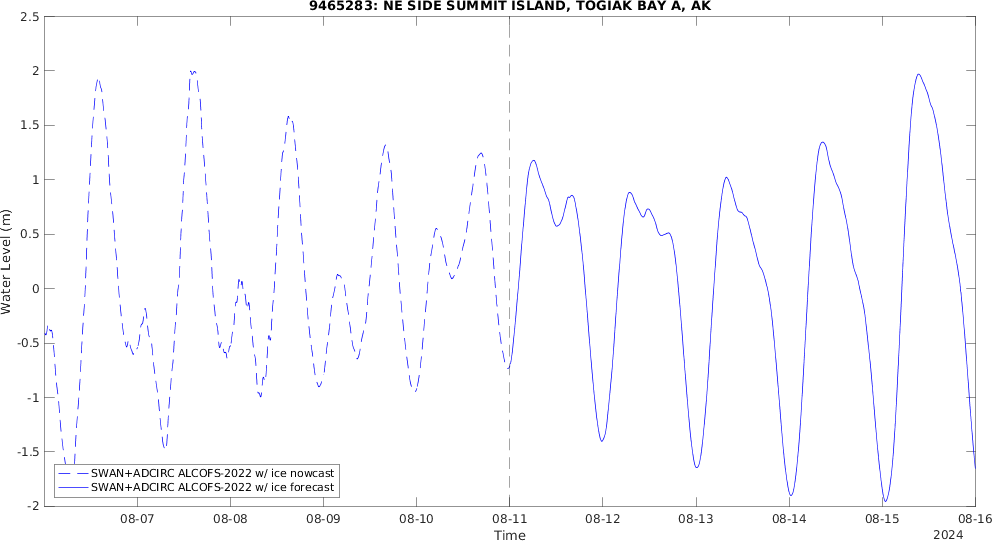 9465283: NE SIDE SUMMIT ISLAND, TOGIAK BAY A, AK
2.5
2
1.5
1
0.5
0
-0.5
-1
-1.5
-2
Water Level (m)
SWAN+ADCIRC ALCOFS-2022 w/ ice nowcast
SWAN+ADCIRC ALCOFS-2022 w/ ice forecast
08-07 08-08 08-09 08-10 08-11 08-12 08-13 08-14 08-15 08-16
Time
2024